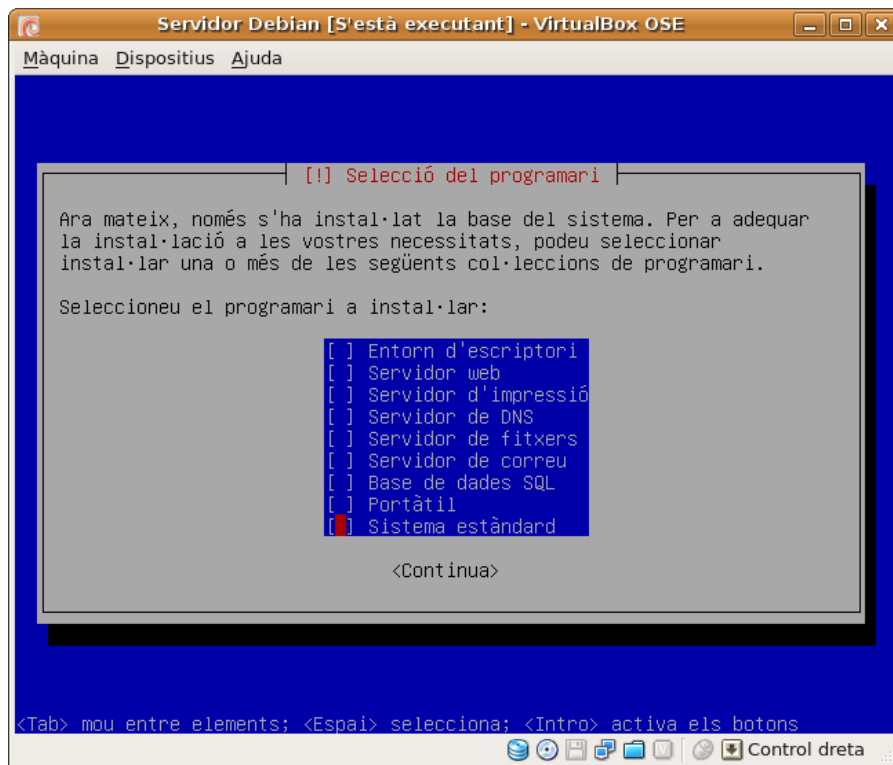 Servidor Debian [S'està executant] - VirtualBox OSE
Màquina Dispositius Ajuda
[!] Selecció del programari
Ara mateix, només s'ha instal·lat la base del sistema. Per a adequar
la instal·lació a les vostres necessitats, podeu seleccionar
instal·lar una o més de les següents col·leccions de programari.
Seleccioneu el programari a instal·lar:
[ ] Entorn d'escriptori
[ ] Servidor web
[ ] Servidor d'impressió
[ ] Servidor de DNS
[ ] Servidor de fitxers
[ ] Servidor de correu
[ ] Base de dades SQL
[ ] Portàtil
[ ] Sistema estàndard
<Continua>
<Tab> mou entre elements; <Espai> selecciona; <Intro> activa els botons
Control dreta